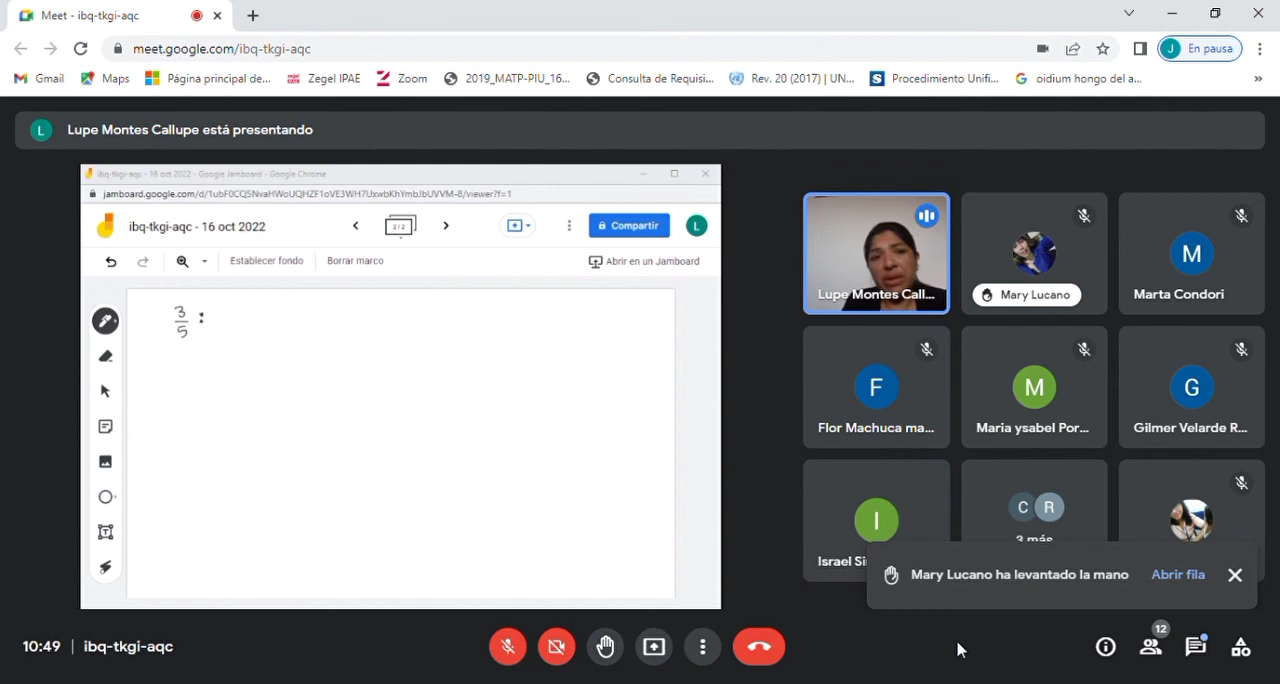 Meet - ibq-tkgi-aqc
meet.google.com/ibq-tkgi-aqc
J En pausa
Gmail Maps Página principal de... Zegel IPAE Zoom 2019_MATP-PIU_16... Consulta de Requisi... Rev. 20 (2017) | UN... S Procedimiento Unifi... oidium hongo del a... »
L Lupe Montes Callupe está presentando
ibq-tkgi-aqc - 16 oct 2022 - Google Jamboard - Google Chrome
ibq-tkgi-aqc - 16 oct 2022
2/2
Compartir
L
Establecer fondo Borrar marco Abrir en un Jamboard
3
5 :
Lupe Montes Call... Mary Lucano Marta Condori
M
F M G
Flor Machuca ma... Maria ysabel Por... Gilmer Velarde R...
I C R
3 más
Mary Lucano ha levantado la mano Abrir fila
10:49 | ibq-tkgi-aqc
12